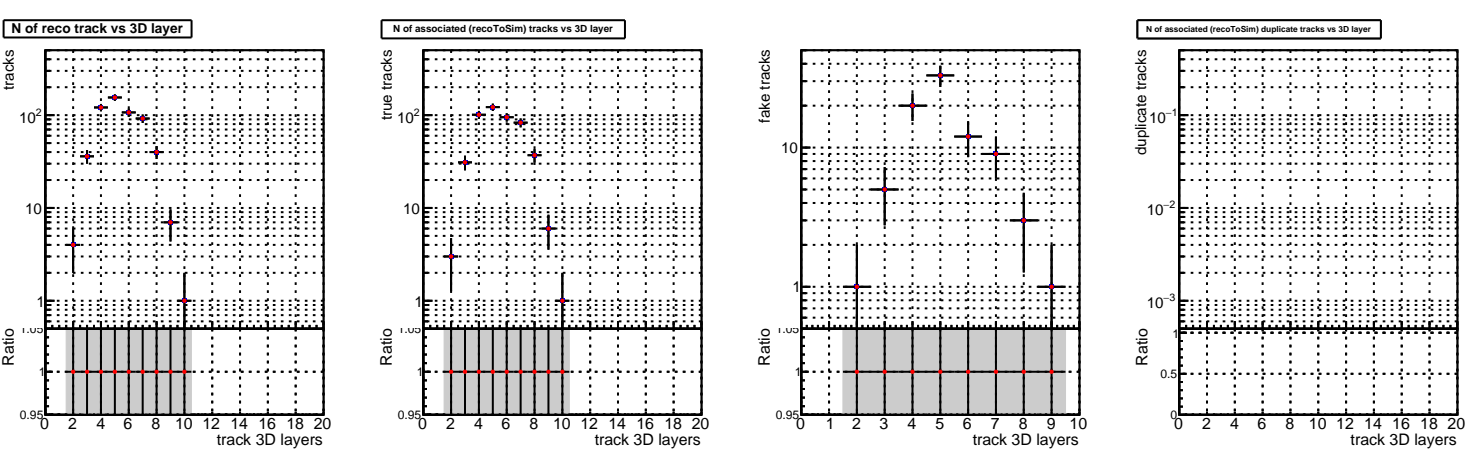 N of reco track vs 3D layer
tracks
10²
10
1
1.05
Ratio
1
0.95
0 2 4 6 8 10 12 14 16 18 20
track 3D layers
N of associated (recoToSim) tracks vs 3D layer
true tracks
10²
10
1
1.05
Ratio
1
0.95
0 2 4 6 8 10 12 14 16 18 20
track 3D layers
fake tracks
10
1
1.05
Ratio
1
0.95
0 1 2 3 4 5 6 7 8 9 10
track 3D layers
N of associated (recoToSim) duplicate tracks vs 3D layer
duplicate tracks
10⁻¹
10⁻²
10⁻³
Ratio
1
0.5
0
0 2 4 6 8 10 12 14 16 18 20
track 3D layers